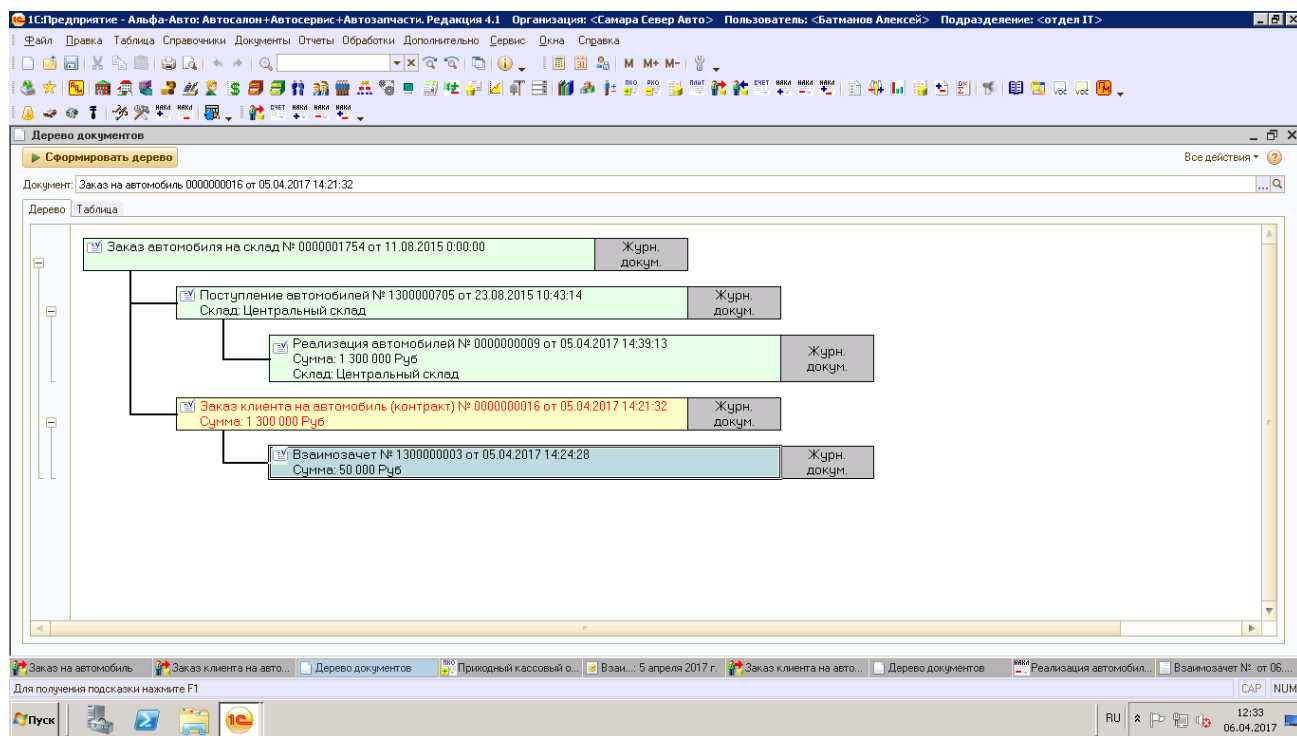 1С:Предприятие - Альфа-Авто: Автосалон+Автосервис+Автозапчасти. Редакция 4.1 Организация: <Самара Север Авто> Пользователь: <Батманов Алексей> Подразделение: <отдел IT>
Файл Правка Таблица Справочники Документы Отчеты Обработки Дополнительно Сервис Окна Справка
M M+ M-
Дерево документов
Сформировать дерево
Все действия
Документ: Заказ на автомобиль 0000000016 от 05.04.2017 14:21:32
Дерево Таблица
Заказ автомобиля на склад № 0000001754 от 11.08.2015 0:00:00
Журн.
докум.
Поступление автомобилей № 1300000705 от 23.08.2015 10:43:14
Склад: Центральный склад
Журн.
докум.
Реализация автомобилей № 0000000009 от 05.04.2017 14:39:13
Сумма: 1 300 000 Руб
Склад: Центральный склад
Журн.
докум.
Заказ клиента на автомобиль (контракт) № 0000000016 от 05.04.2017 14:21:32
Сумма: 1 300 000 Руб
Журн.
докум.
Взаимозачет № 1300000003 от 05.04.2017 14:24:28
Сумма: 50 000 Руб
Журн.
докум.
Заказ на автомобиль Заказ клиента на авто... Дерево документов Приходный кассовый о... Взаи...: 5 апреля 2017 г. Заказ клиента на авто... Дерево документов Реализация автомобил... Взаимозачет № от 06....
Для получения подсказки нажмите F1
CAP NUM
Пуск
RU
12:33
06.04.2017